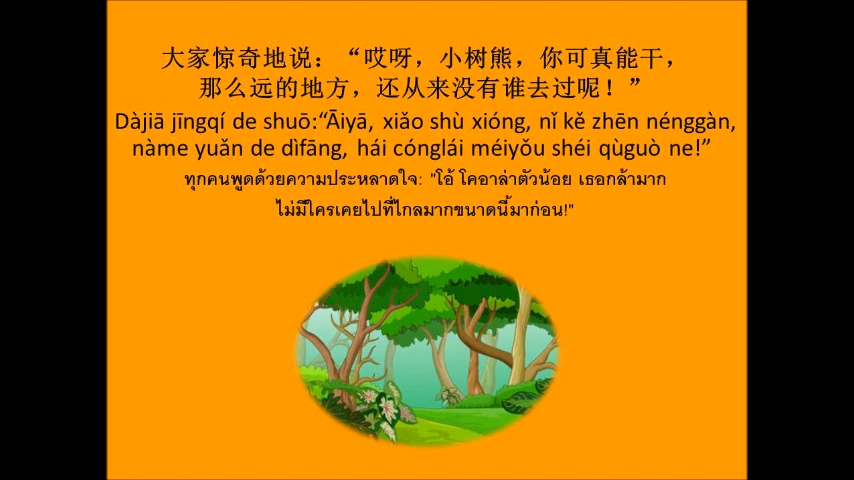 大家惊奇地说：“哎呀，小树熊，你可真能干，
那么远的地方，还从来没有谁去过呢！”
Dàjiā jīngqí de shuō:“Āiyā, xiǎo shù xióng, nǐ kě zhēn nénggàn,
nàme yuǎn de dìfāng, hái cónglái méiyǒu shéi qùguò ne!”
ทุกคนพูดด้วยความประหลาดใจ: "โอ้ โคอาล่าตัวน้อย เธอกล้ามาก
ไม่มีใครเคยไปที่ไกลมากขนาดนี้มาก่อน!"